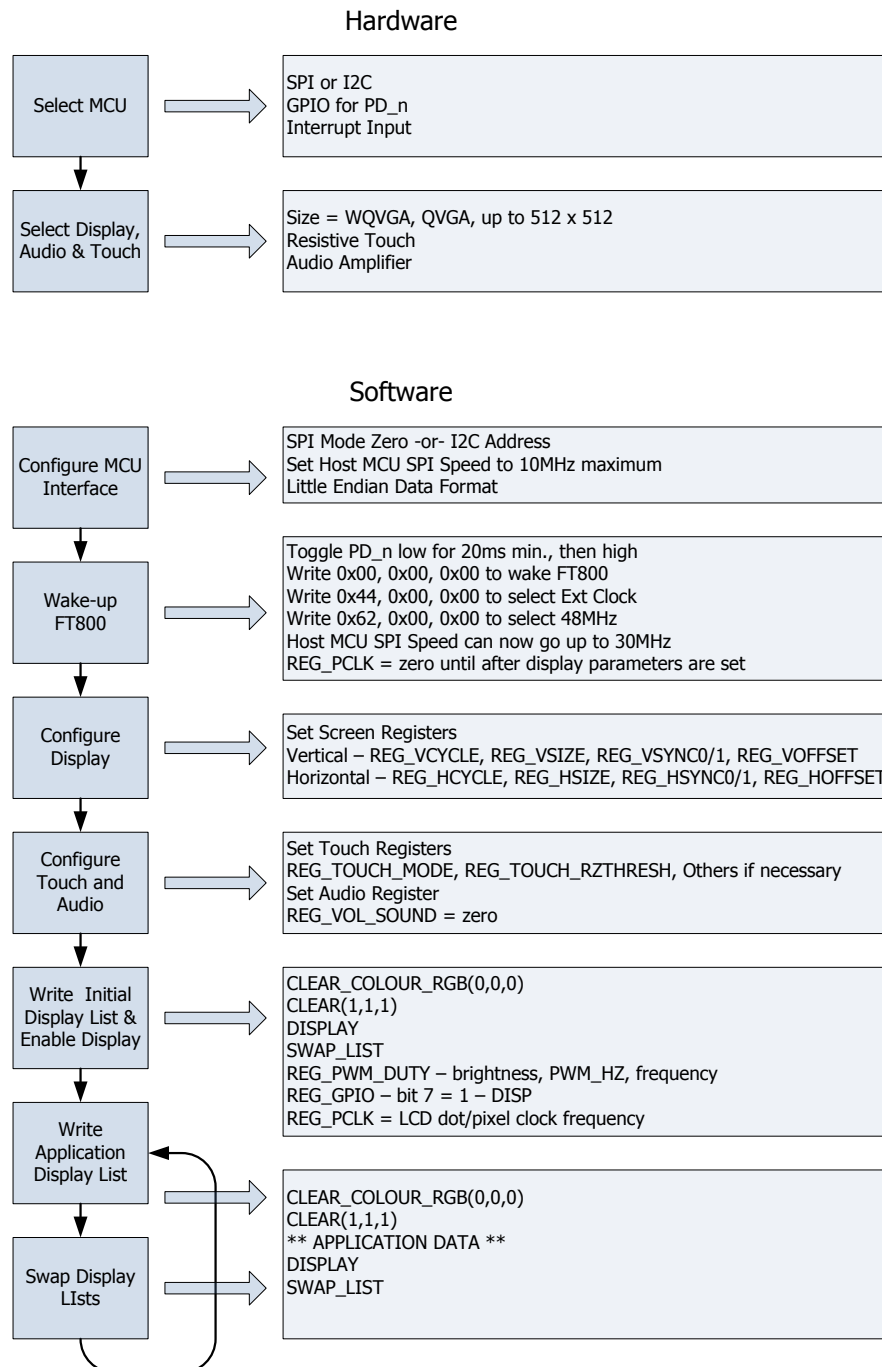 Hardware
Select MCU
SPI or I2C
GPIO for PD_n
Interrupt Input
Select Display,
Audio & Touch
Size = WQVGA, QVGA, up to 512 x 512
Resistive Touch
Audio Amplifier
Software
Configure MCU
Interface
SPI Mode Zero -or- I2C Address
Set Host MCU SPI Speed to 10MHz maximum
Little Endian Data Format
Wake-up
FT800
Toggle PD_n low for 20ms min., then high
Write 0x00, 0x00, 0x00 to wake FT800
Write 0x44, 0x00, 0x00 to select Ext Clock
Write 0x62, 0x00, 0x00 to select 48MHz
Host MCU SPI Speed can now go up to 30MHz
REG_PCLK = zero until after display parameters are set
Configure
Display
Set Screen Registers
Vertical – REG_VCYCLE, REG_VSIZE, REG_VSYNC0/1, REG_VOFFSET
Horizontal – REG_HCYCLE, REG_HSIZE, REG_HSYNC0/1, REG_HOFFSET
Configure
Touch and
Audio
Set Touch Registers
REG_TOUCH_MODE, REG_TOUCH_RZTHRESH, Others if necessary
Set Audio Register
REG_VOL_SOUND = zero
Write Initial
Display List &
Enable Display
CLEAR_COLOUR_RGB(0,0,0)
CLEAR(1,1,1)
DISPLAY
SWAP_LIST
REG_PWM_DUTY – brightness, PWM_HZ, frequency
REG_GPIO – bit 7 = 1 – DISP
REG_PCLK = LCD dot/pixel clock frequency
Write
Application
Display List
CLEAR_COLOUR_RGB(0,0,0)
CLEAR(1,1,1)
** APPLICATION DATA **
DISPLAY
SWAP_LIST
Swap Display
LIsts